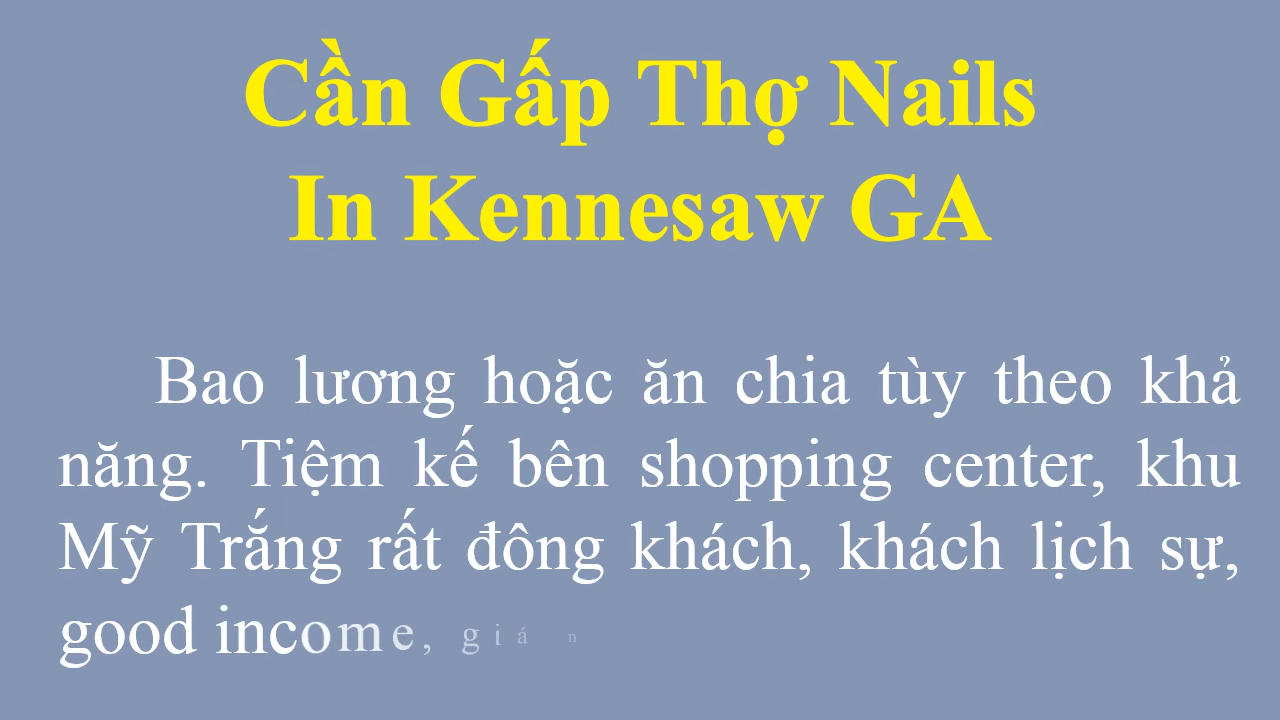 Cần Gấp Thợ Nails
In Kennesaw GA
Bao lương hoặc ăn chia tùy theo khả
năng. Tiệm kế bên shopping center, khu
Mỹ Trắng rất đông khách, khách lịch sự,
good income, giá n